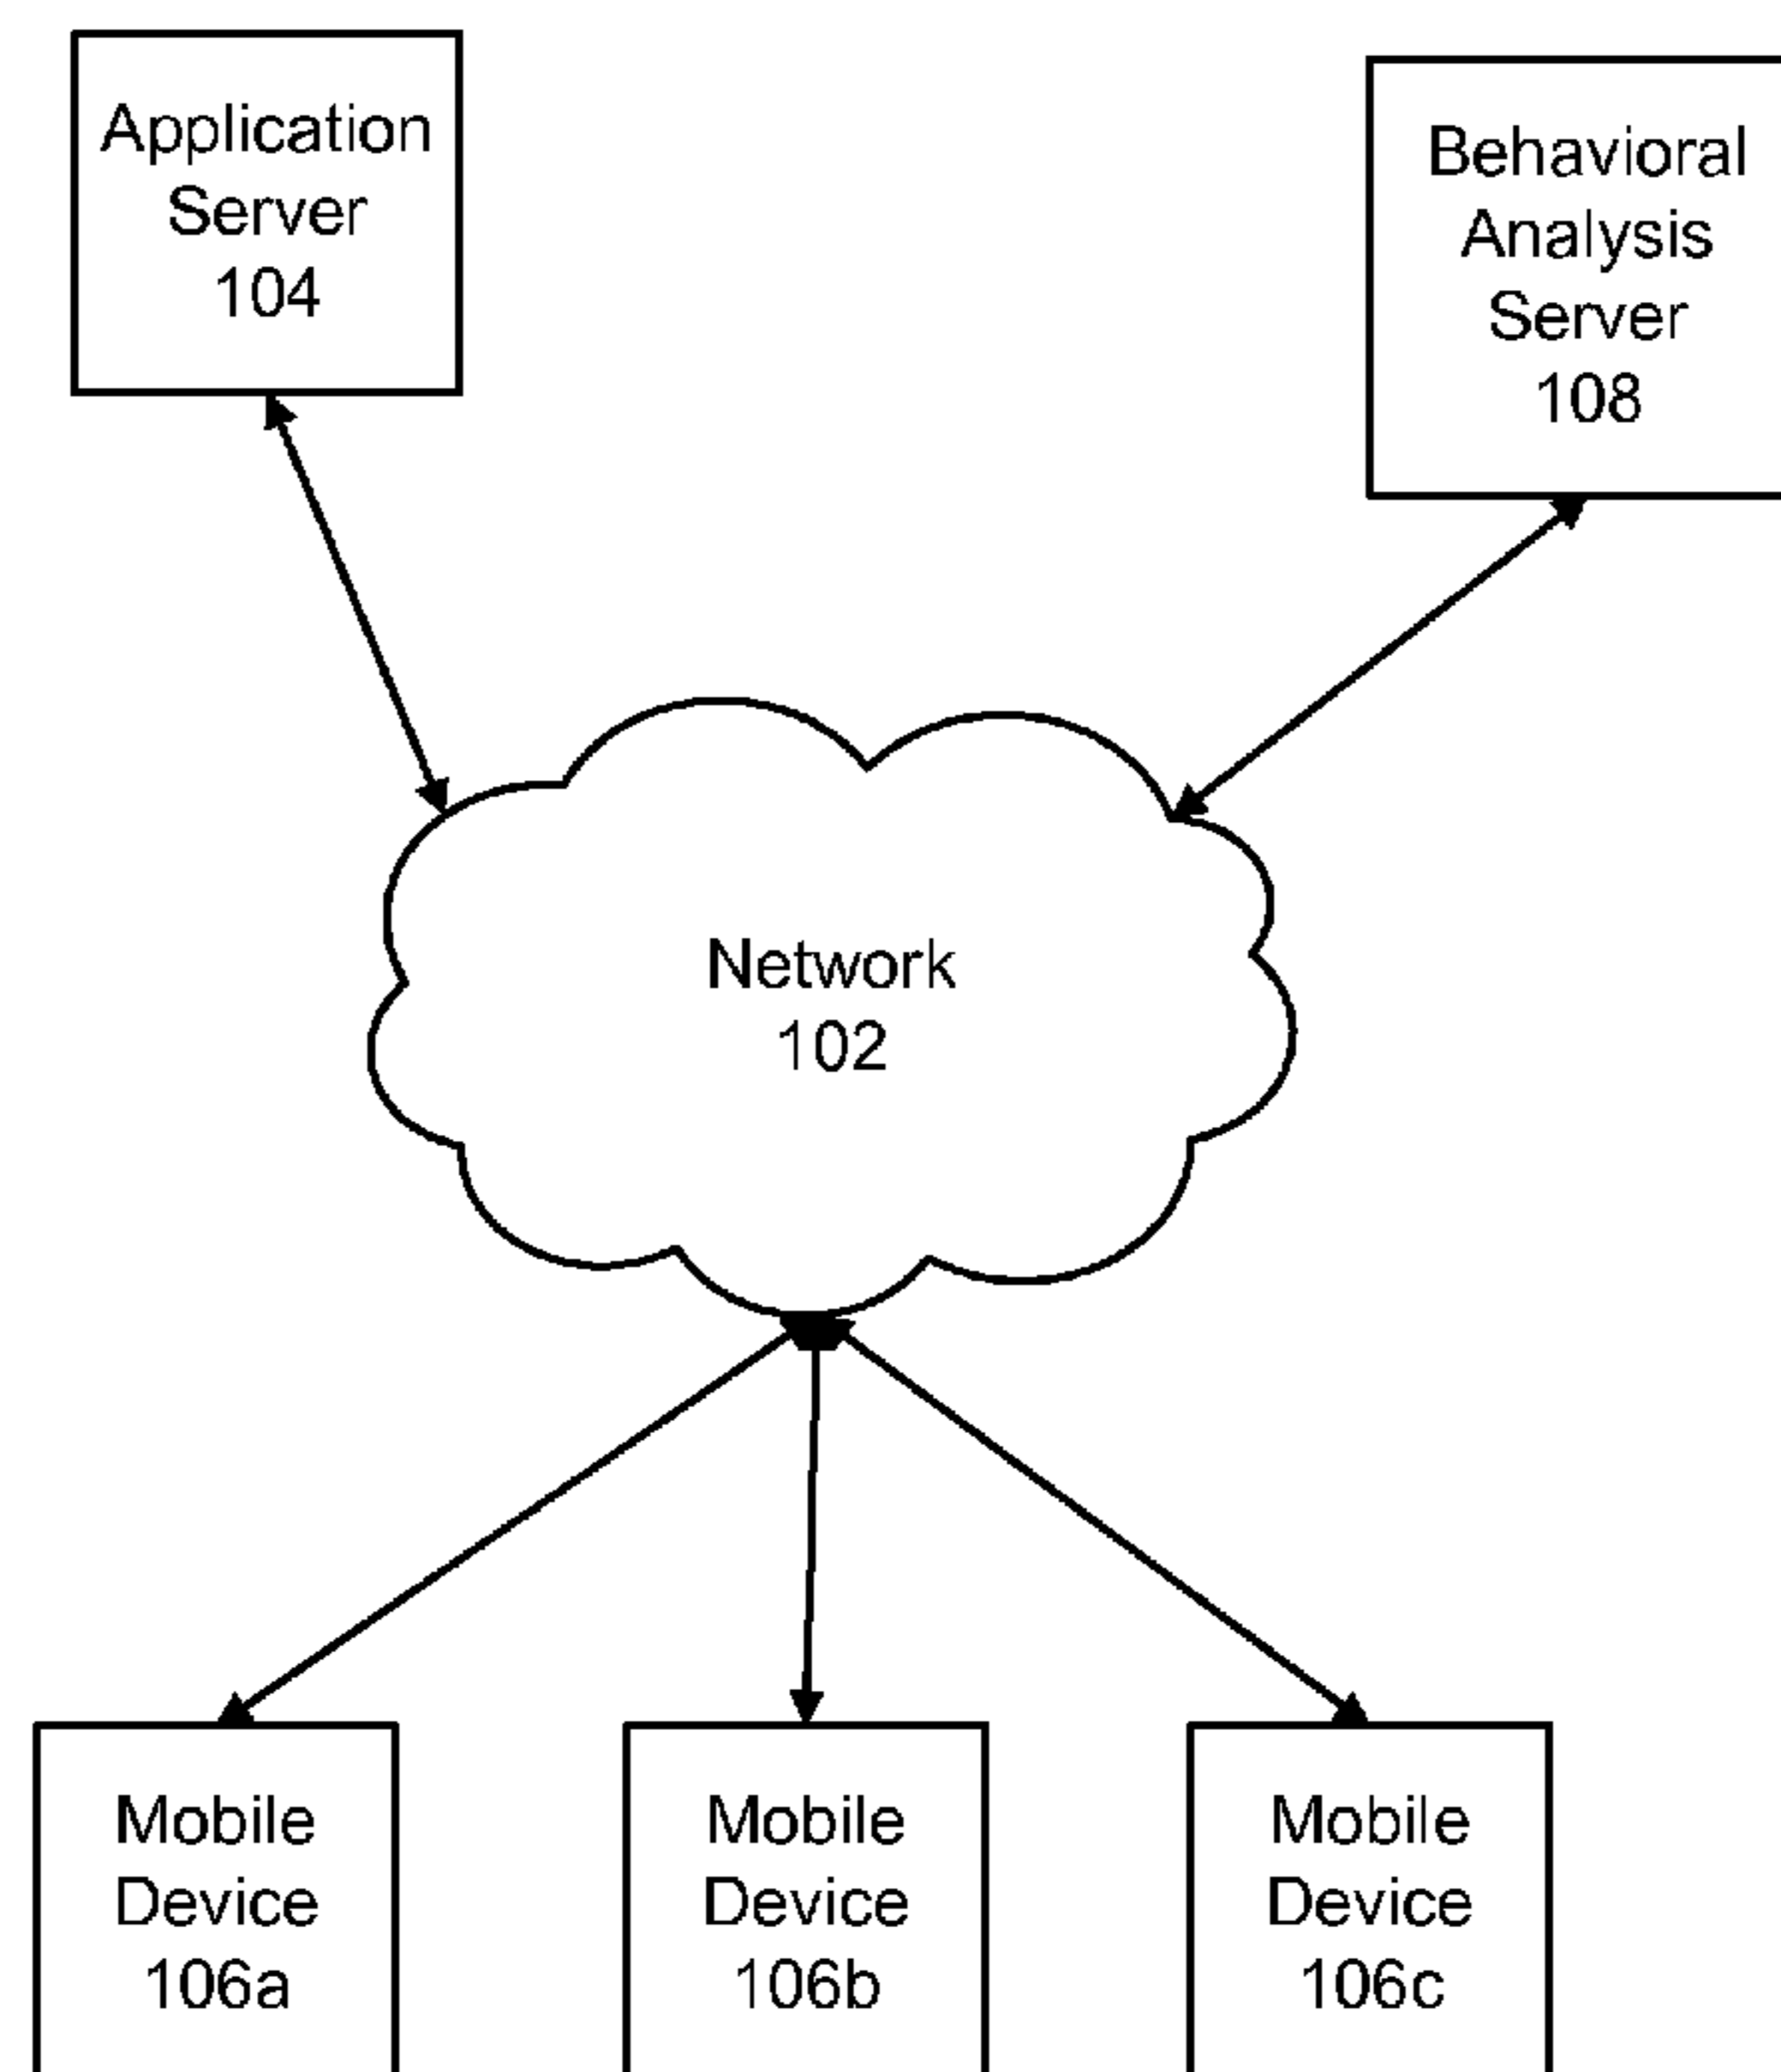 Application
Server
104
Behavioral
Analysis
Server
108
Network
102
Mobile
Device
106a
Mobile
Device
106b
Mobile
Device
106c